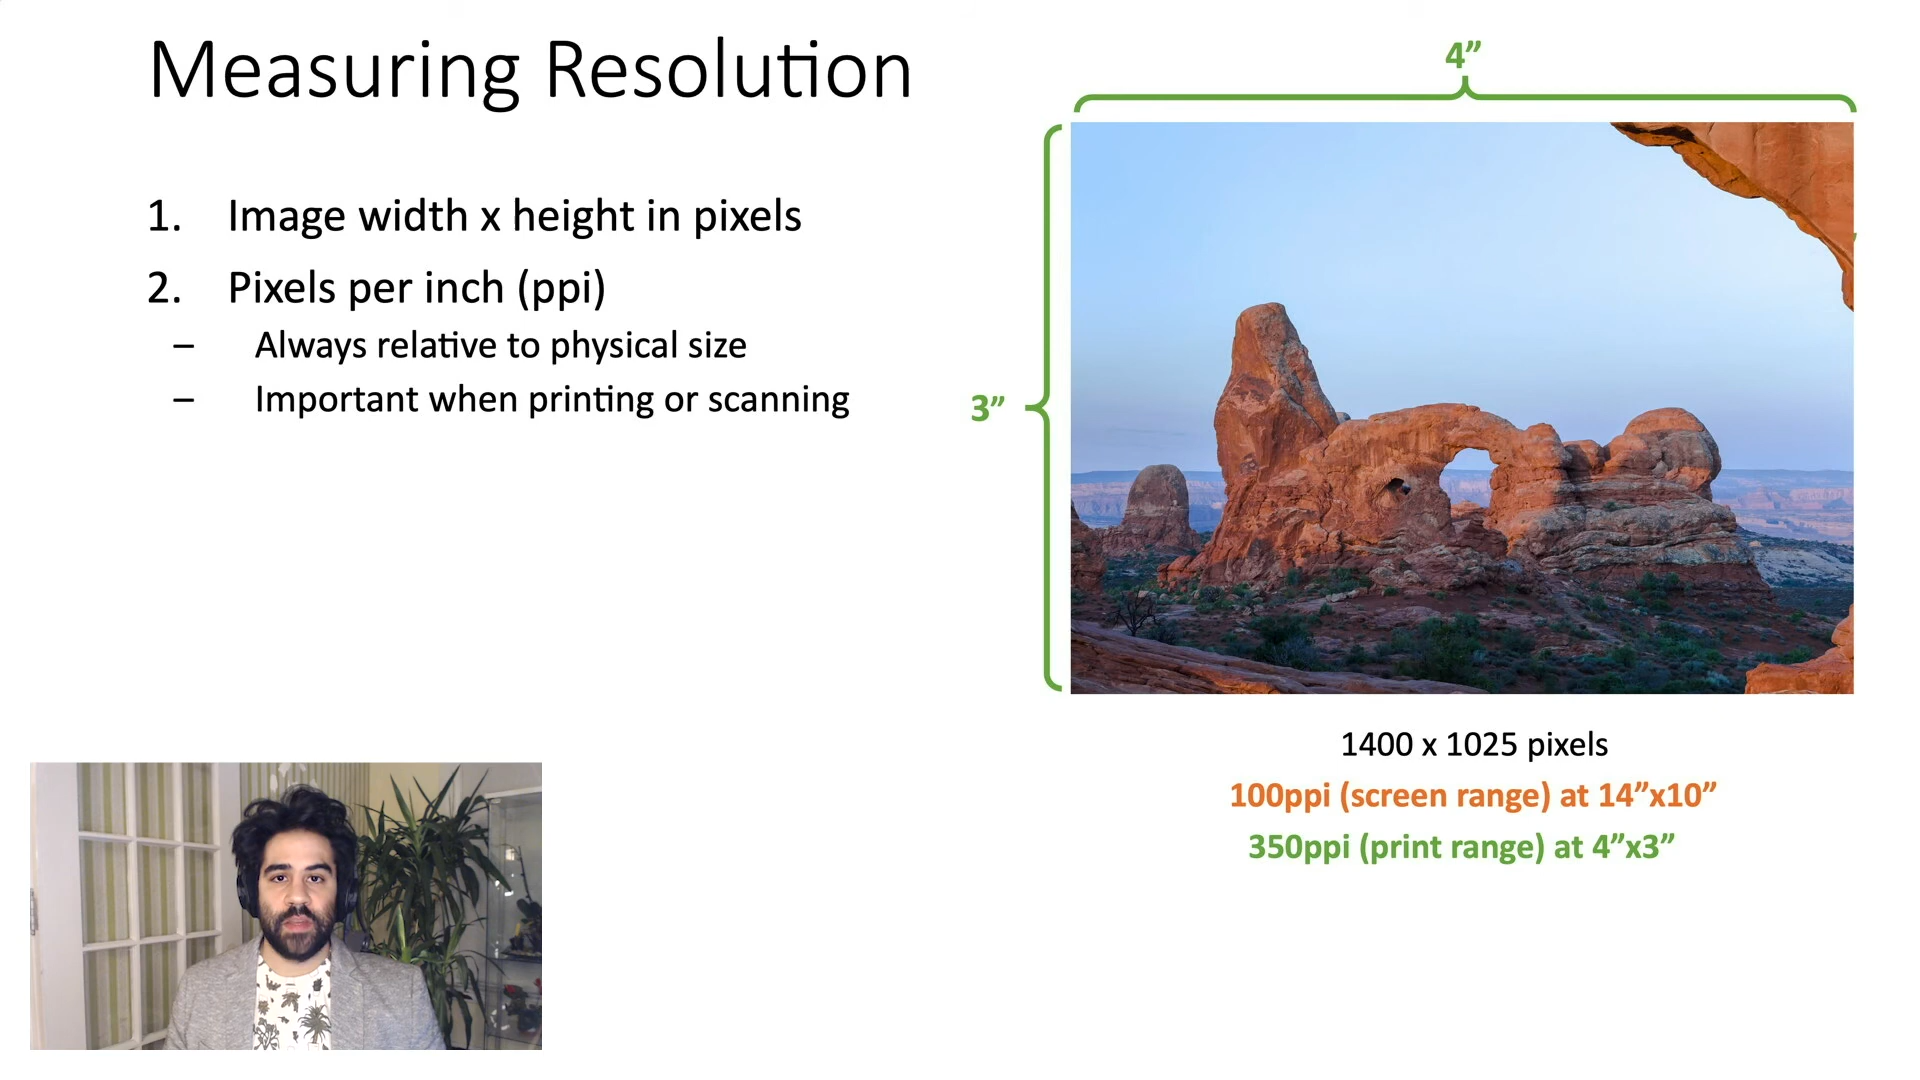 Measuring Resolution
1. Image width x height in pixels
2. Pixels per inch (ppi)
– Always relative to physical size
– Important when printing or scanning
4”
3”
1400 x 1025 pixels
100ppi (screen range) at 14”x10”
350ppi (print range) at 4”x3”